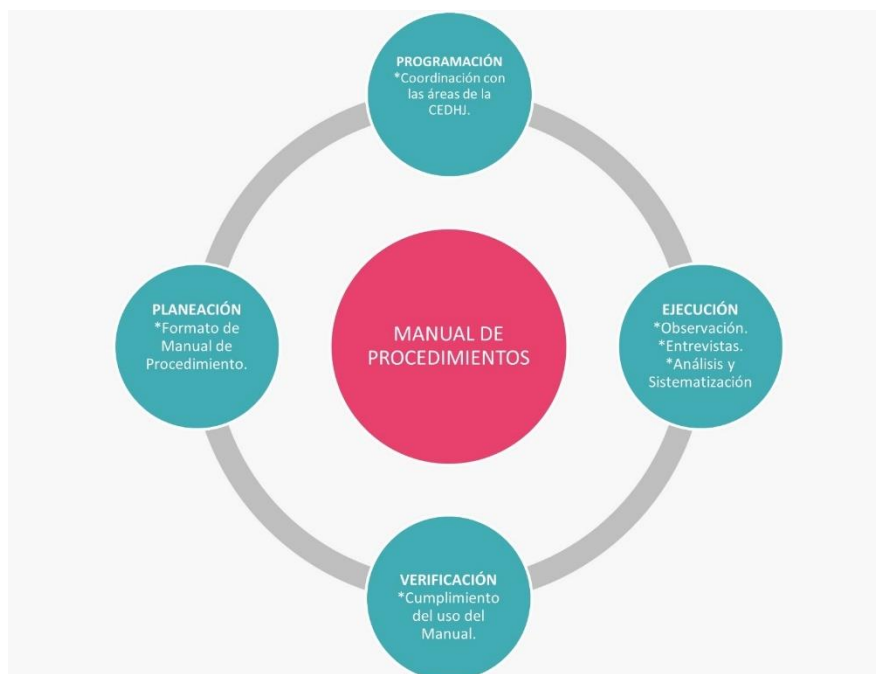 PROGRAMACIÓN
*Coordinación con
las áreas de la
CEDHJ.
PLANEACIÓN
*Formato de
Manual de
Procedimiento.
MANUAL DE
PROCEDIMIENTOS
EJECUCIÓN
*Observación.
*Entrevistas.
*Análisis y
Sistematización
VERIFICACIÓN
*Cumplimiento
del uso del
Manual.